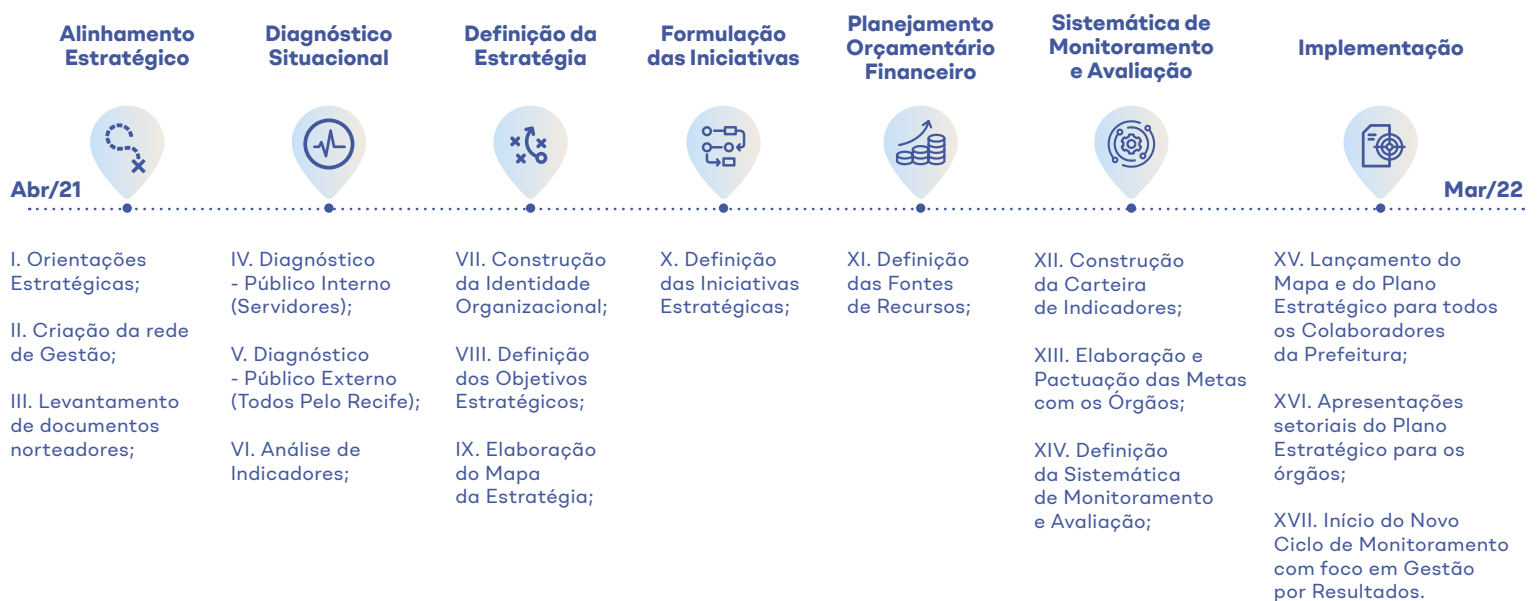 Alinhamento
Estratégico
Diagnóstico
Situacional
Definição da
Estratégia
Formulação
das Iniciativas
Planejamento
Orçamentário
Financeiro
Sistemática de
Monitoramento
e Avaliação
Implementação
Abr/21
Mar/22
I. Orientações
Estratégicas;
II. Criação da rede
de Gestão;
III. Levantamento
de documentos
norteadores;
IV. Diagnóstico
- Público Interno
(Servidores);
V. Diagnóstico
- Público Externo
(Todos Pelo Recife);
VI. Análise de
Indicadores;
VII. Construção
da Identidade
Organizacional;
VIII. Definição
dos Objetivos
Estratégicos;
IX. Elaboração
do Mapa
da Estratégia;
X. Definição
das Iniciativas
Estratégicas;
XI. Definição
das Fontes
de Recursos;
XII. Construção
da Carteira
de Indicadores;
XIII. Elaboração e
Pactuação das Metas
com os Órgãos;
XIV. Definição
da Sistemática
de Monitoramento
e Avaliação;
XV. Lançamento do
Mapa e do Plano
Estratégico para todos
os Colaboradores
da Prefeitura;
XVI. Apresentações
setoriais do Plano
Estratégico para os
órgãos;
XVII. Início do Novo
Ciclo de Monitoramento
com foco em Gestão
por Resultados.